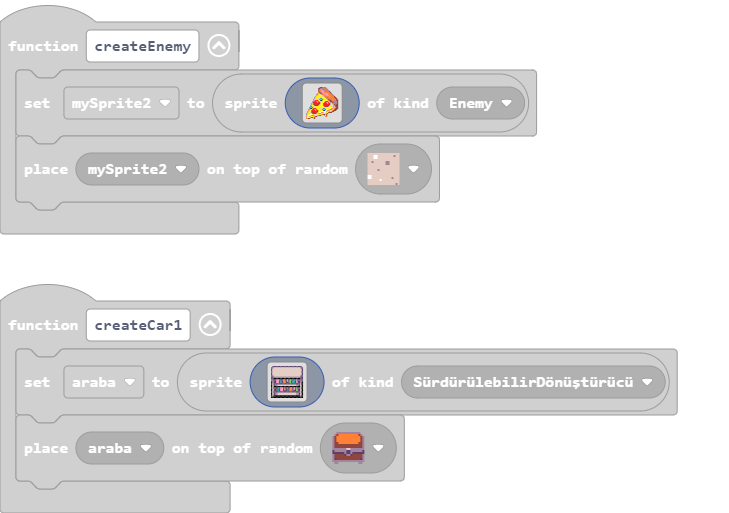 function createEnemy
set mySprite2 to sprite of kind Enemy
place mySprite2 on top of random
function createCar1
set araba to sprite of kind SürdürülebilirDönüştürücü
place araba on top of random